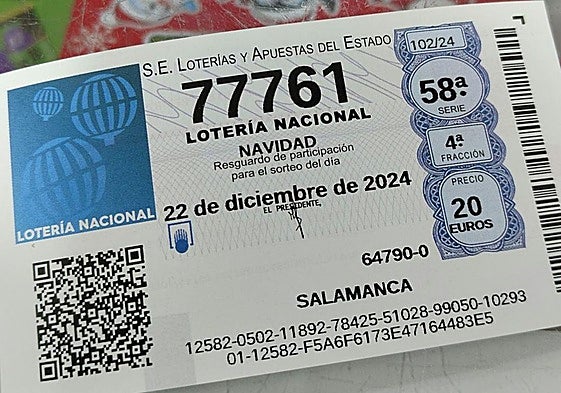 S.E. LOTERÍAS Y APUESTAS DEL ESTADO
102/24
77761
58ª
SERIE
LOTERÍA NACIONAL
NAVIDAD
Resguardo de participación
para el sorteo del día
4ª
FRACCIÓN
22 de diciembre de 2024
EL PRESIDENTE,
PRECIO
20
EUROS
LOTERÍA NACIONAL
64790-0
SALAMANCA
12582-0502-11892-78425-51028-99050-10293
01-12582-F5A6F6173E47164483E5